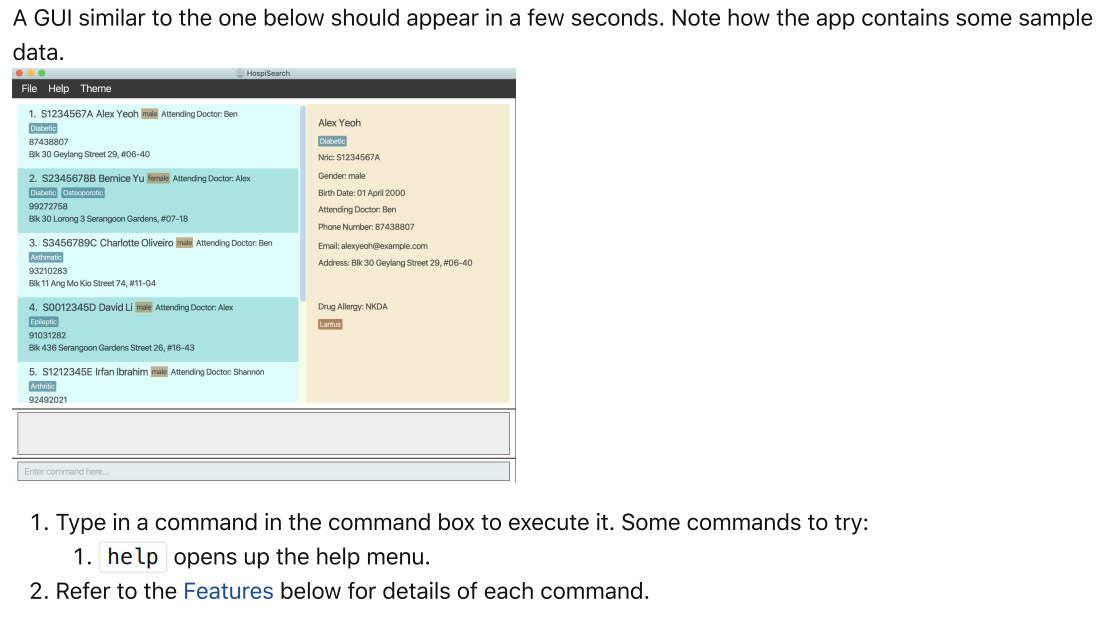 A GUI similar to the one below should appear in a few seconds. Note how the app contains some sample
data.
HospiSearch
File Help Theme
1. S1234567A Alex Yeoh male Attending Doctor: Ben
Diabetic
87438807
Blk 30 Geylang Street 29, #06-40
2. S2345678B Bernice Yu female Attending Doctor: Alex
Diabetic Osteoporotic
99272758
Blk 30 Lorong 3 Serangoon Gardens, #07-18
3. S3456789C Charlotte Oliveiro male Attending Doctor: Ben
Asthmatic
93210283
Blk 11 Ang Mo Kio Street 74, #11-04
4. S0012345D David Li male Attending Doctor: Alex
Epileptic
91031282
Blk 436 Serangoon Gardens Street 26, #16-43
5. S1212345E Irfan Ibrahim male Attending Doctor: Shannon
Arthritic
92492021
Alex Yeoh
Diabetic
Nric: S1234567A
Gender: male
Birth Date: 01 April 2000
Attending Doctor: Ben
Phone Number: 87438807
Email: alexyeoh@example.com
Address: Blk 30 Geylang Street 29, #06-40
Drug Allergy: NKDA
Lantus
Enter command here...
1. Type in a command in the command box to execute it. Some commands to try:
1. help opens up the help menu.
2. Refer to the Features below for details of each command.